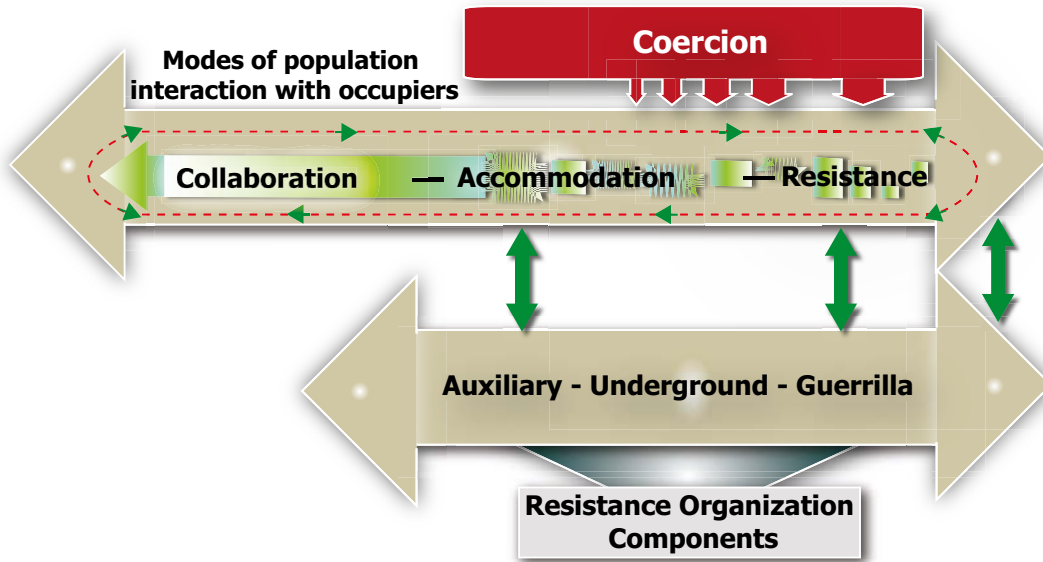 Coercion
Modes of population
interaction with occupiers
Collaboration — Accommodation — Resistance
Auxiliary - Underground - Guerrilla
Resistance Organization
Components